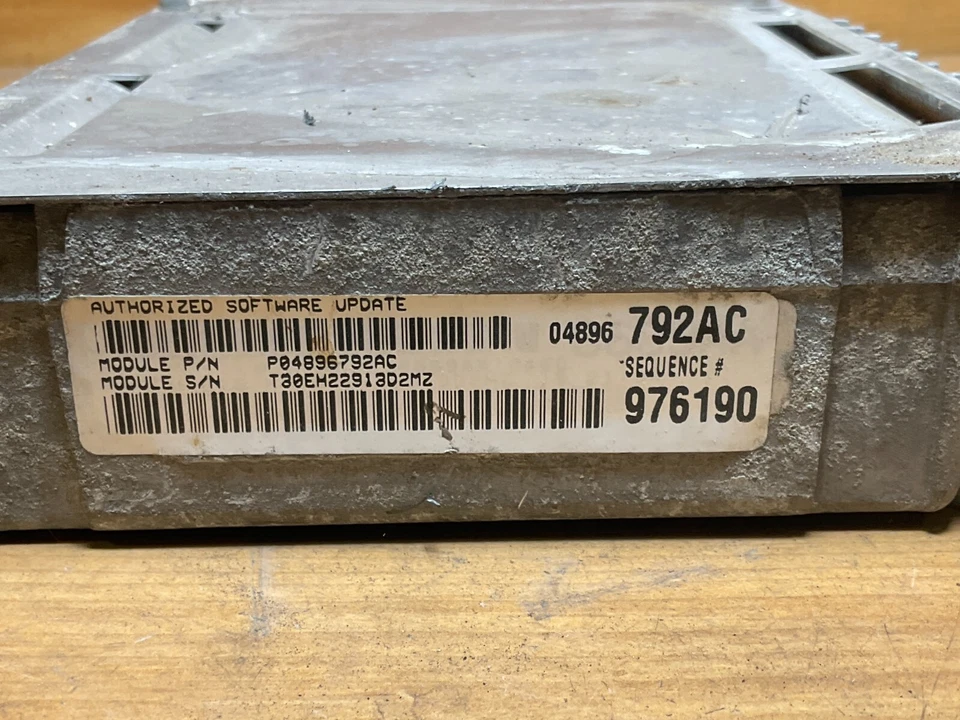 AUTHORIZED SOFTWARE UPDATE
04896 792AC
MODULE P/N P04896792AC
MODULE S/N T30EH22913D2MZ
SEQUENCE #
976190